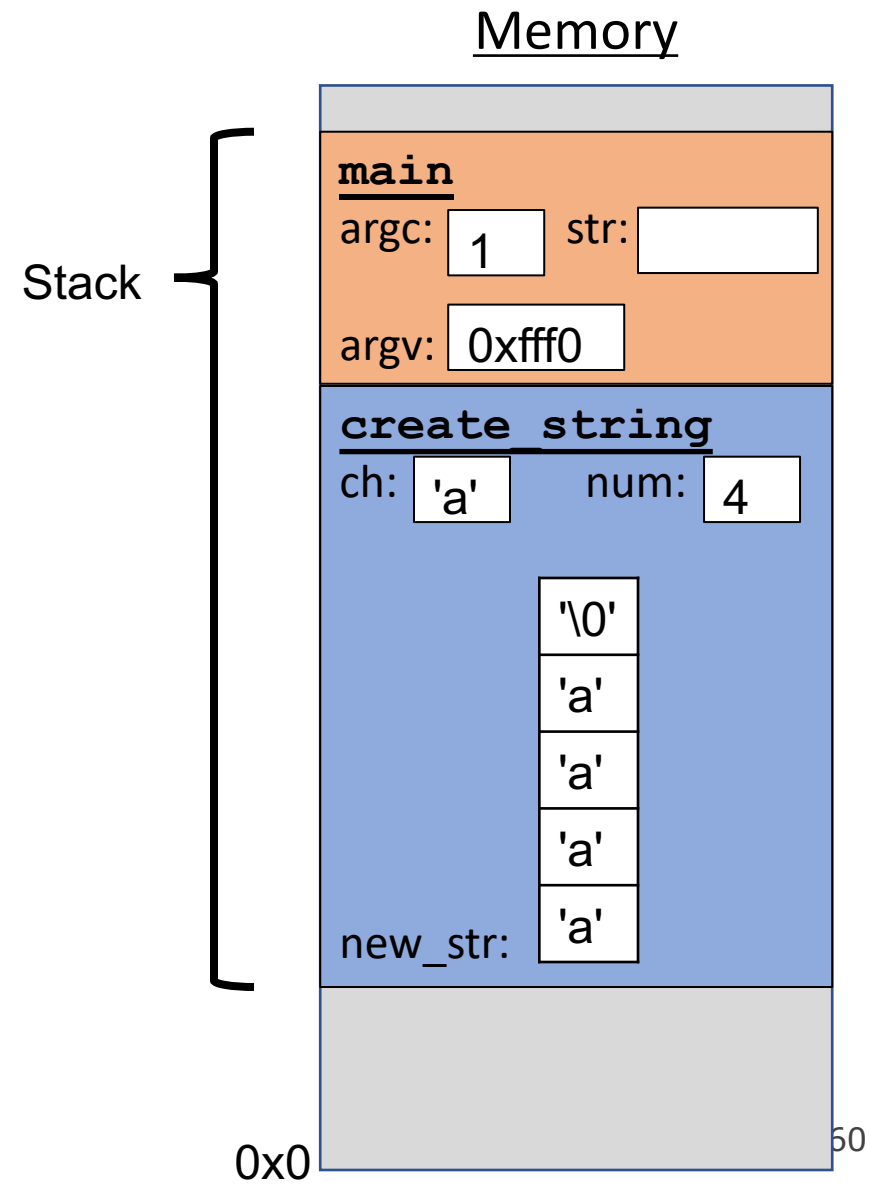 Memory
main
argc: 1 str:
Stack
argv: 0xfff0
create_string
ch: 'a' num: 4
'\0'
'a'
'a'
'a'
new_str: 'a'
60
0x0